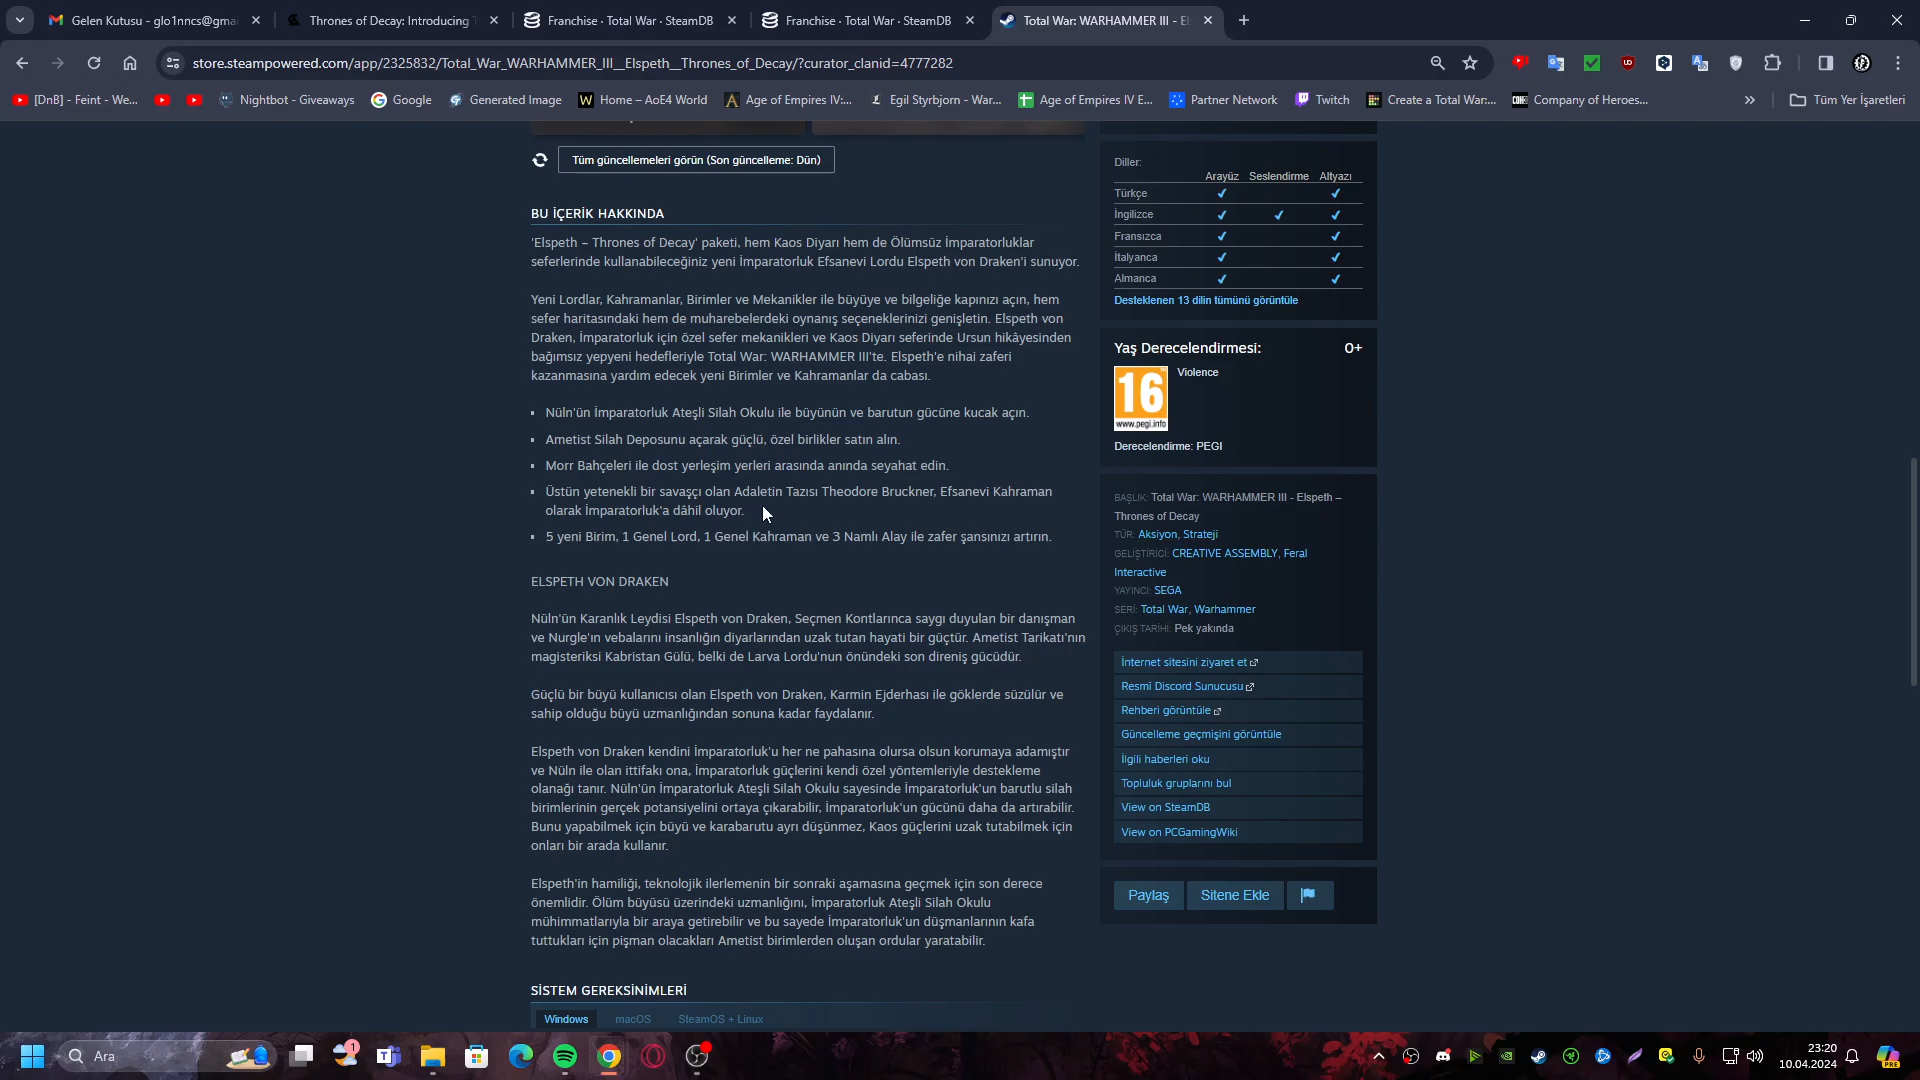 Gelen Kutusu - glo1nncs@gma
Thrones of Decay: Introducing
Franchise · Total War · SteamDB
Franchise · Total War · SteamDB
Total War: WARHAMMER III - El
store.steampowered.com/app/2325832/Total_War_WARHAMMER_III__Elspeth__Thrones_of_Decay/?curator_clanid=4777282
[DnB] - Feint - We...
Nightbot - Giveaways
Google
Generated Image
Home – AoE4 World
Age of Empires IV:...
Egil Styrbjorn - War...
Age of Empires IV E...
Partner Network
Twitch
Create a Total War:...
Company of Heroes...
»
Tüm Yer İşaretleri
Tüm güncellemeleri görün (Son güncelleme: Dün)
BU İÇERİK HAKKINDA
'Elspeth – Thrones of Decay' paketi, hem Kaos Diyarı hem de Ölümsüz İmparatorluklar
seferlerinde kullanabileceğiniz yeni İmparatorluk Efsanevi Lordu Elspeth von Draken'i sunuyor.
Yeni Lordlar, Kahramanlar, Birimler ve Mekanikler ile büyüye ve bilgeliğe kapınızı açın, hem
sefer haritasındaki hem de muharebelerdeki oynanış seçeneklerinizi genişletin. Elspeth von
Draken, İmparatorluk için özel sefer mekanikleri ve Kaos Diyarı seferinde Ursun hikâyesinden
bağımsız yepyeni hedefleriyle Total War: WARHAMMER III'te. Elspeth'e nihai zaferi
kazanmasına yardım edecek yeni Birimler ve Kahramanlar da cabası.
▪ Nüln'ün İmparatorluk Ateşli Silah Okulu ile büyünün ve barutun gücüne kucak açın.
▪ Ametist Silah Deposunu açarak güçlü, özel birlikler satın alın.
▪ Morr Bahçeleri ile dost yerleşim yerleri arasında anında seyahat edin.
▪ Üstün yetenekli bir savaşçı olan Adaletin Tazısı Theodore Bruckner, Efsanevi Kahraman
olarak İmparatorluk'a dâhil oluyor.
▪ 5 yeni Birim, 1 Genel Lord, 1 Genel Kahraman ve 3 Namlı Alay ile zafer şansınızı artırın.
ELSPETH VON DRAKEN
Nüln'ün Karanlık Leydisi Elspeth von Draken, Seçmen Kontlarınca saygı duyulan bir danışman
ve Nurgle'ın vebalarını insanlığın diyarlarından uzak tutan hayati bir güçtür. Ametist Tarikatı'nın
magisteriksi Kabristan Gülü, belki de Larva Lordu'nun önündeki son direniş gücüdür.
Güçlü bir büyü kullanıcısı olan Elspeth von Draken, Karmin Ejderhası ile göklerde süzülür ve
sahip olduğu büyü uzmanlığından sonuna kadar faydalanır.
Elspeth von Draken kendini İmparatorluk'u her ne pahasına olursa olsun korumaya adamıştır
ve Nüln ile olan ittifakı ona, İmparatorluk güçlerini kendi özel yöntemleriyle destekleme
olanağı tanır. Nüln'ün İmparatorluk Ateşli Silah Okulu sayesinde İmparatorluk'un barutlu silah
birimlerinin gerçek potansiyelini ortaya çıkarabilir, İmparatorluk'un gücünü daha da artırabilir.
Bunu yapabilmek için büyü ve karabarutu ayrı düşünmez, Kaos güçlerini uzak tutabilmek için
onları bir arada kullanır.
Elspeth'in hamiliği, teknolojik ilerlemenin bir sonraki aşamasına geçmek için son derece
önemlidir. Ölüm büyüsü üzerindeki uzmanlığını, İmparatorluk Ateşli Silah Okulu
mühimmatlarıyla bir araya getirebilir ve bu sayede İmparatorluk'un düşmanlarının kafa
tuttukları için pişman olacakları Ametist birimlerden oluşan ordular yaratabilir.
SİSTEM GEREKSİNİMLERİ
Windows macOS SteamOS + Linux
Diller:
Arayüz Seslendirme Altyazı
Türkçe ✔ ✔
İngilizce ✔ ✔ ✔
Fransızca ✔ ✔
İtalyanca ✔ ✔
Almanca ✔ ✔
Desteklenen 13 dilin tümünü görüntüle
Yaş Derecelendirmesi: 0+
16
www.pegi.info
Violence
Derecelendirme: PEGI
BAŞLIK: Total War: WARHAMMER III - Elspeth –
Thrones of Decay
TÜR: Aksiyon, Strateji
GELİŞTİRİCİ: CREATIVE ASSEMBLY, Feral
Interactive
YAYINCI: SEGA
SERİ: Total War, Warhammer
ÇIKIŞ TARİHİ: Pek yakında
İnternet sitesini ziyaret et
Resmî Discord Sunucusu
Rehberi görüntüle
Güncelleme geçmişini görüntüle
İlgili haberleri oku
Topluluk gruplarını bul
View on SteamDB
View on PCGamingWiki
Paylaş
Sitene Ekle
Ara
1
23:20
10.04.2024
PRE